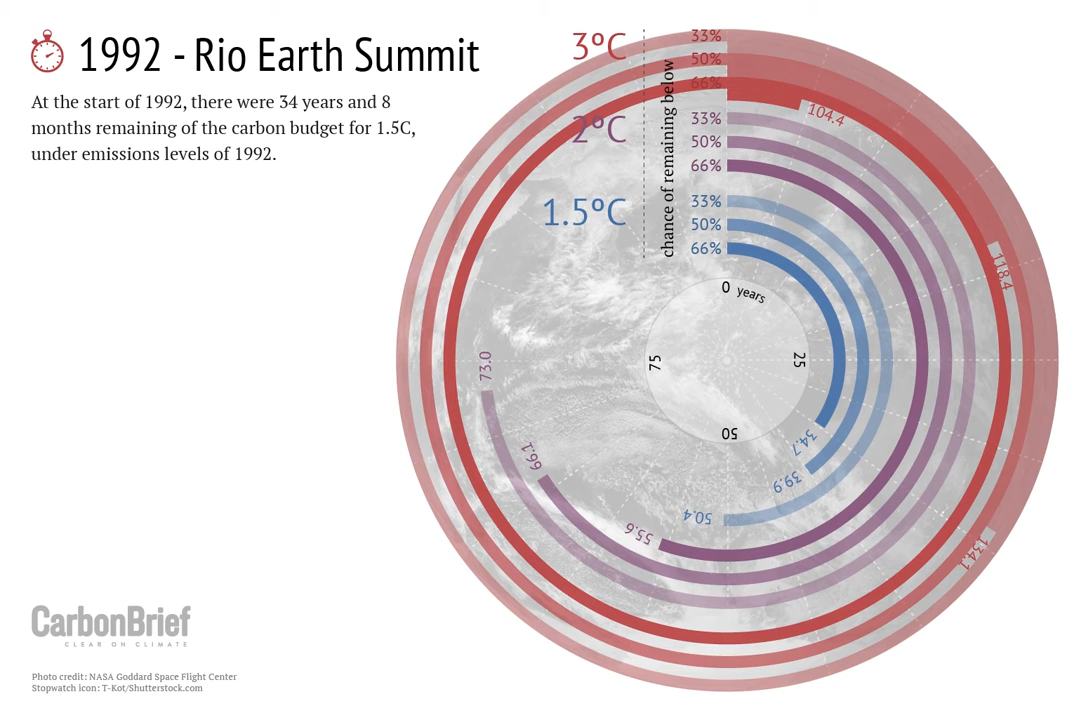 1992 - Rio Earth Summit
At the start of 1992, there were 34 years and 8
months remaining of the carbon budget for 1.5C,
under emissions levels of 1992.
3ºC
2ºC
1.5ºC
chance of remaining below
33%
50%
66%
33%
50%
66%
33%
50%
66%
104.4
118.4
134.1
73.0
66.1
55.6
50.4
39.9
34.7
0 years
25
50
75
CarbonBrief
CLEAR ON CLIMATE
Photo credit: NASA Goddard Space Flight Center
Stopwatch icon: T-Kot/Shutterstock.com